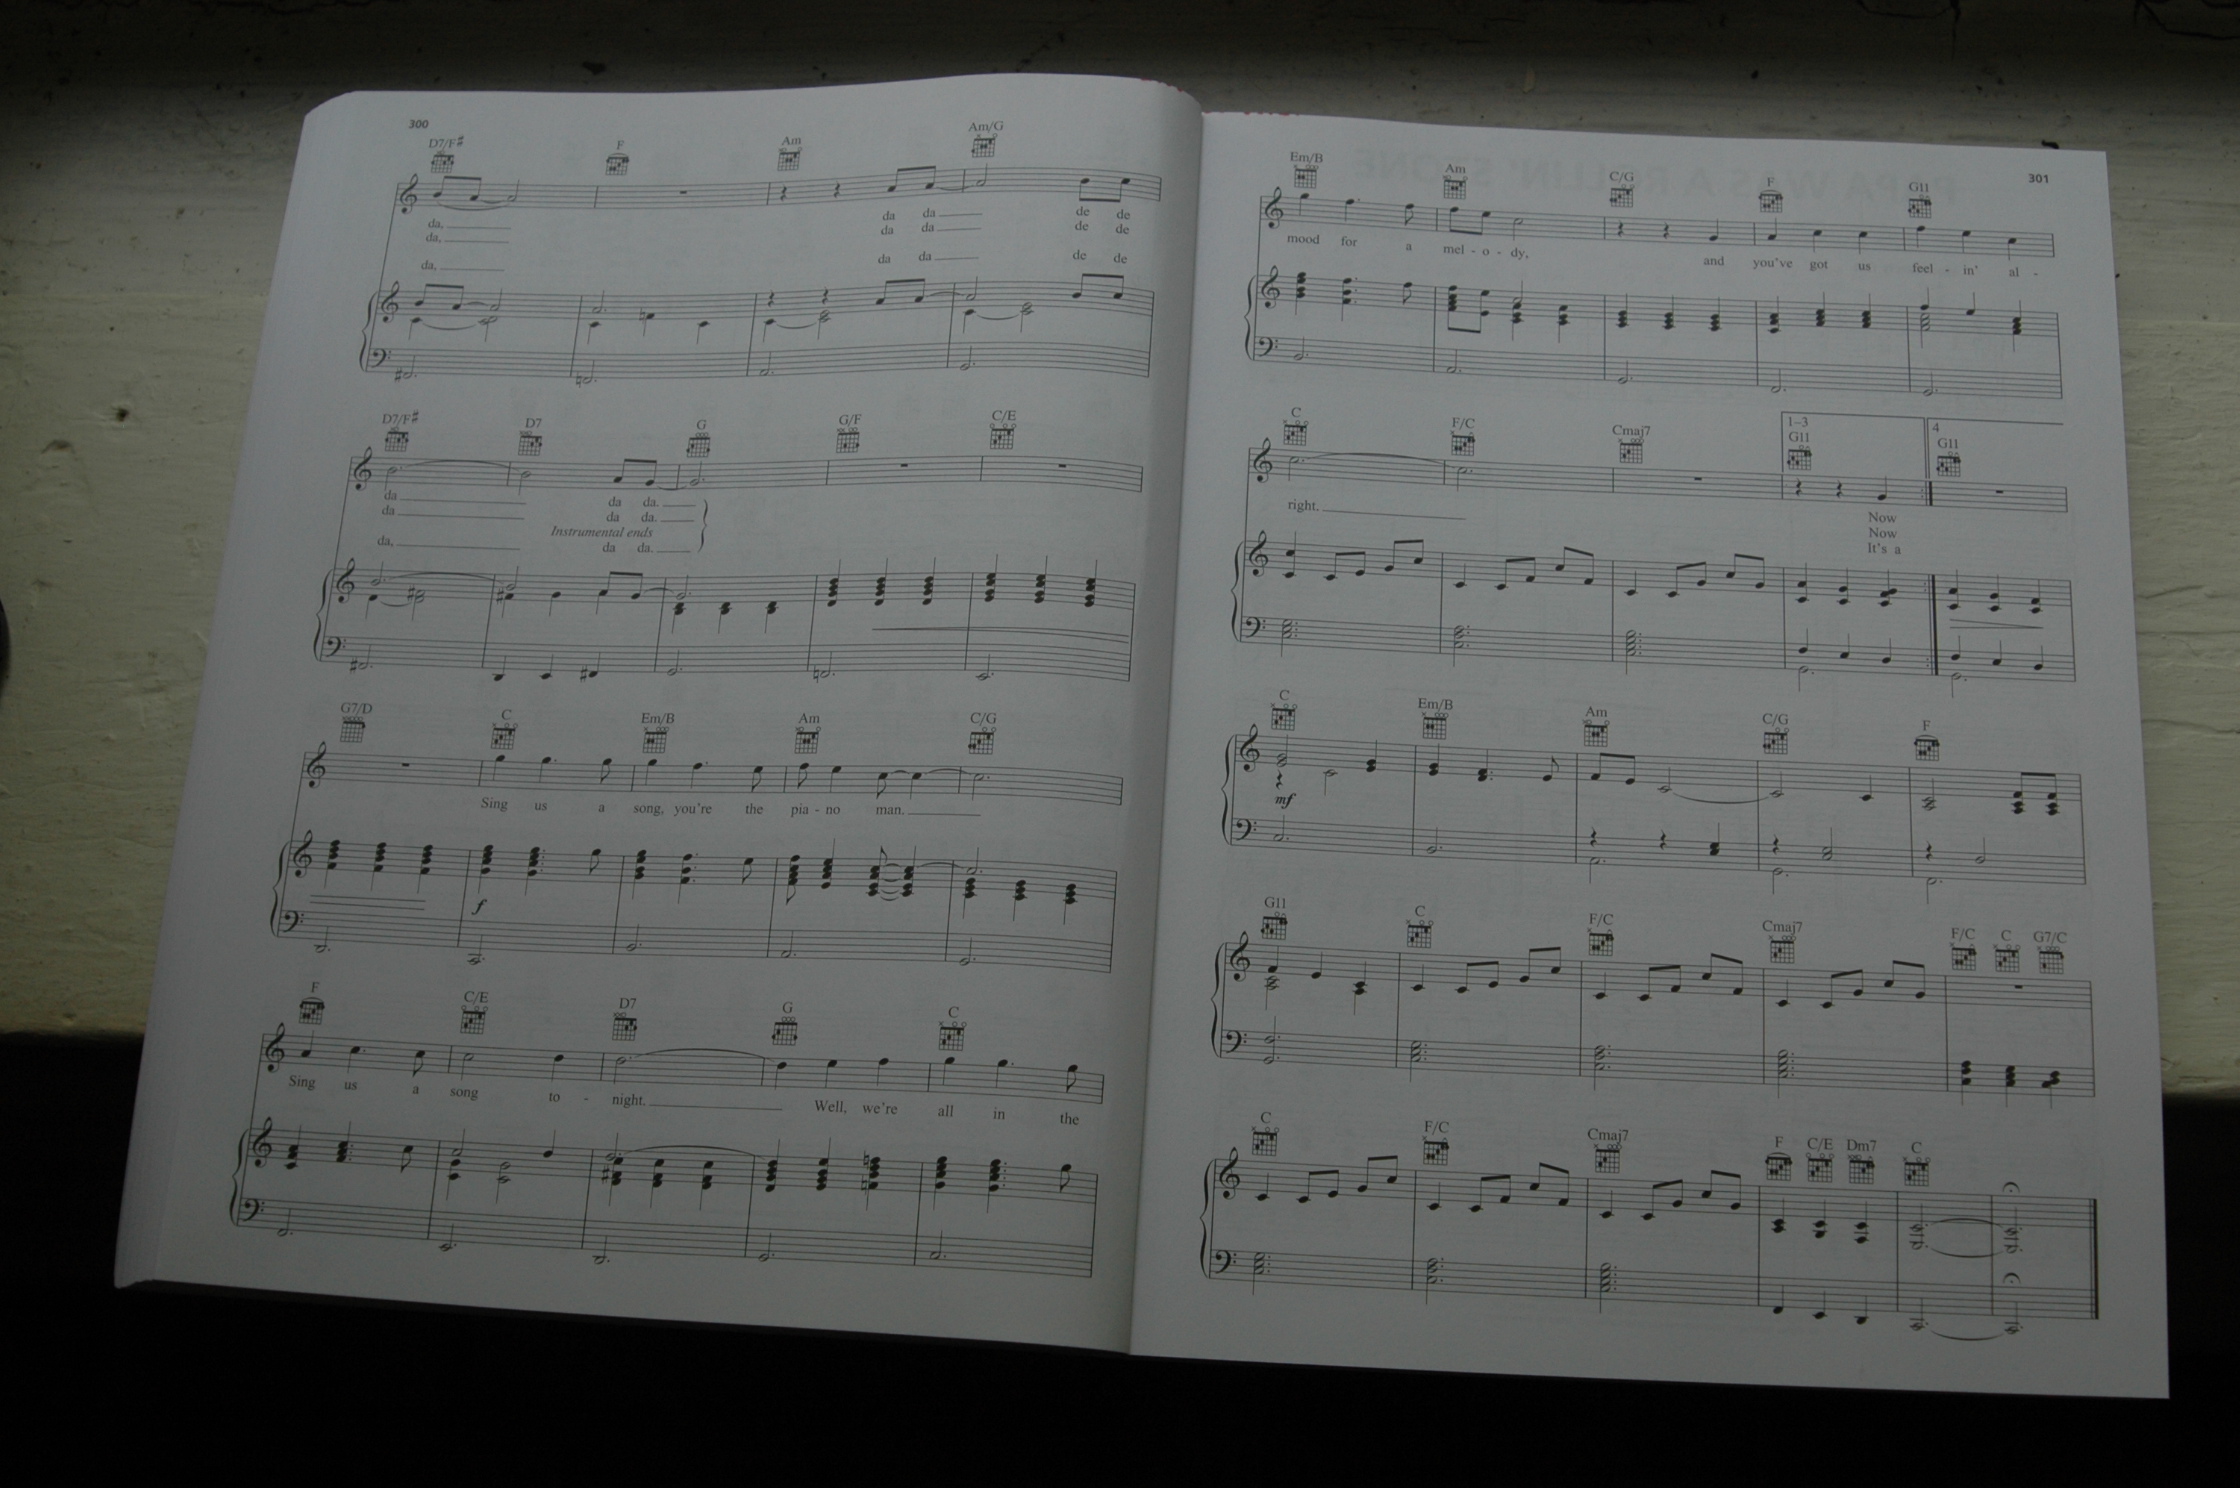 300
D7/F♯ F Am Am/G
da, da da de de
da, da da de de
da, da da de de
D7/F♯ D7 G G/F C/E
da da da.
da da da.
Instrumental ends
da, da da.
G7/D C Em/B Am C/G
Sing us a song, you're the pia - no man.
f
F C/E D7 G C
Sing us a song to - night. Well, we're all in the
301
Em/B Am C/G F G11
mood for a mel - o - dy, and you've got us feel - in' al -
C F/C Cmaj7 1-3 G11 4 G11
right. Now
Now
It's a
C Em/B Am C/G F
mf
G11 C F/C Cmaj7 F/C C G7/C
C F/C Cmaj7 F C/E Dm7 C